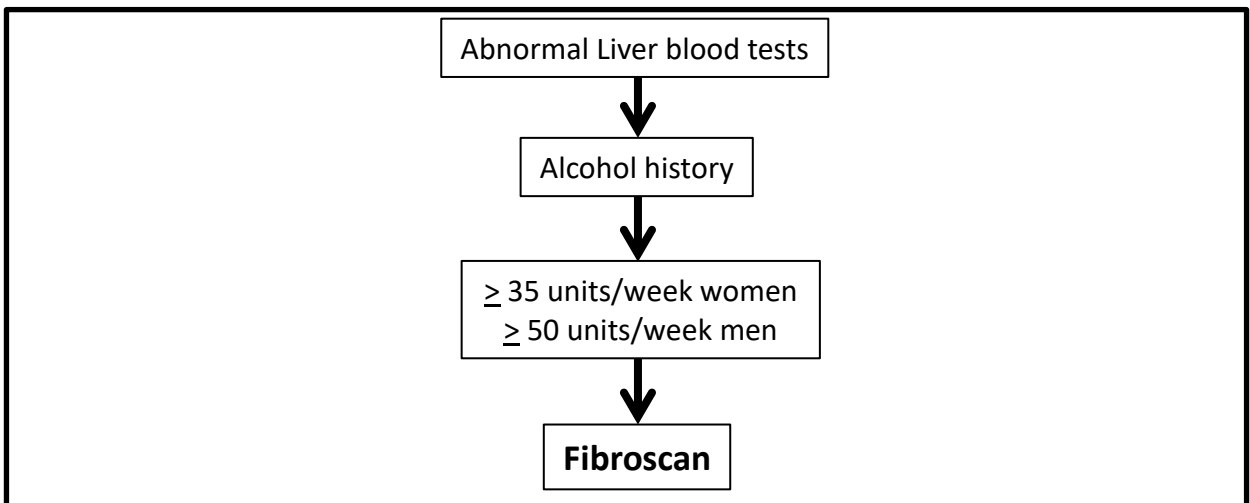 Abnormal Liver blood tests
Alcohol history
≥ 35 units/week women
≥ 50 units/week men
Fibroscan